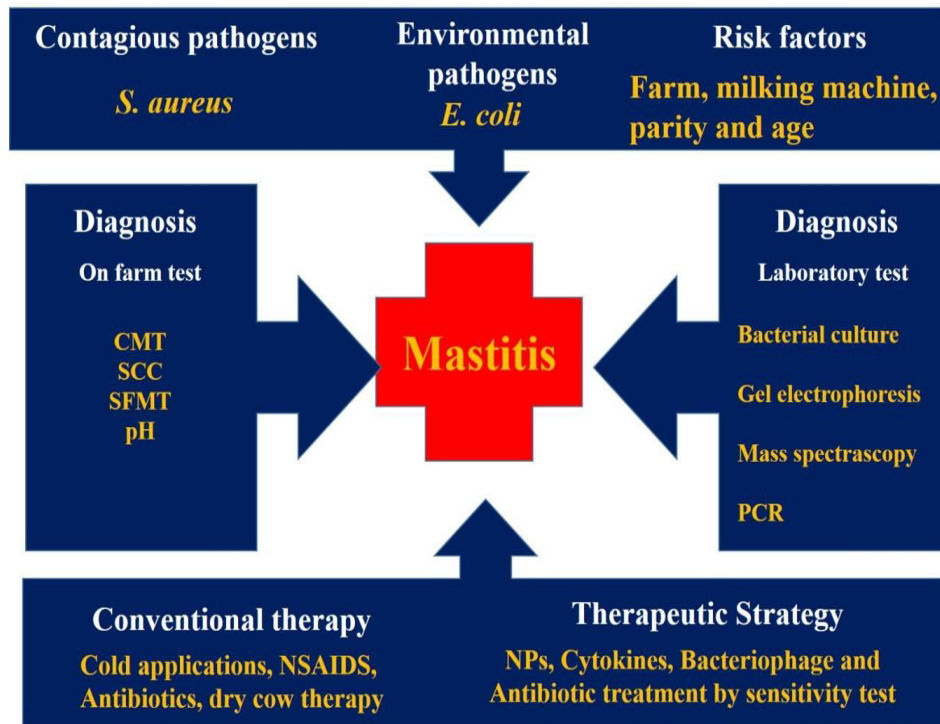 Contagious pathogens
S. aureus
Environmental
pathogens
E. coli
Risk factors
Farm, milking machine,
parity and age
Diagnosis
On farm test
CMT
SCC
SFMT
pH
Mastitis
Diagnosis
Laboratory test
Bacterial culture
Gel electrophoresis
Mass spectrascopy
PCR
Conventional therapy
Cold applications, NSAIDS,
Antibiotics, dry cow therapy
Therapeutic Strategy
NPs, Cytokines, Bacteriophage and
Antibiotic treatment by sensitivity test